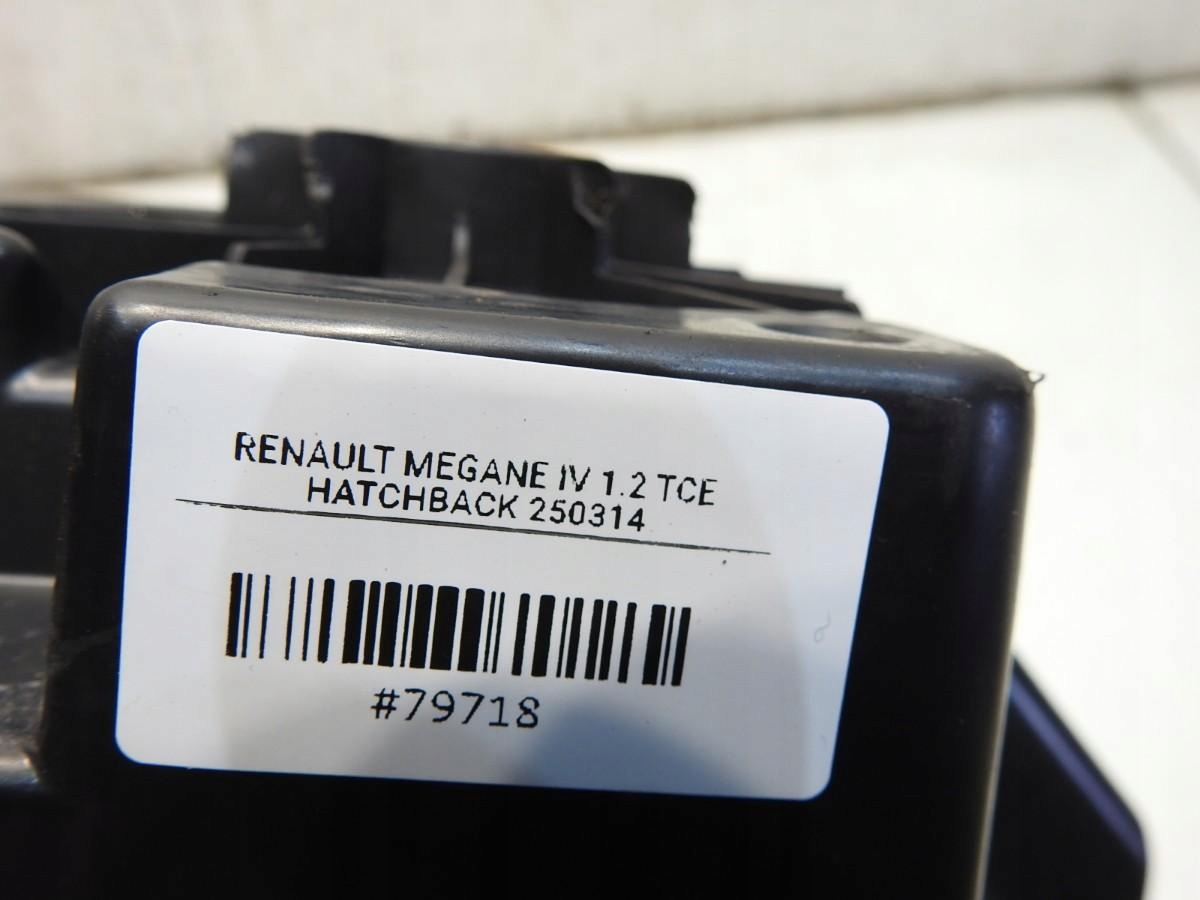 RENAULT MEGANE IV 1.2 TCE
HATCHBACK 250314
#79718